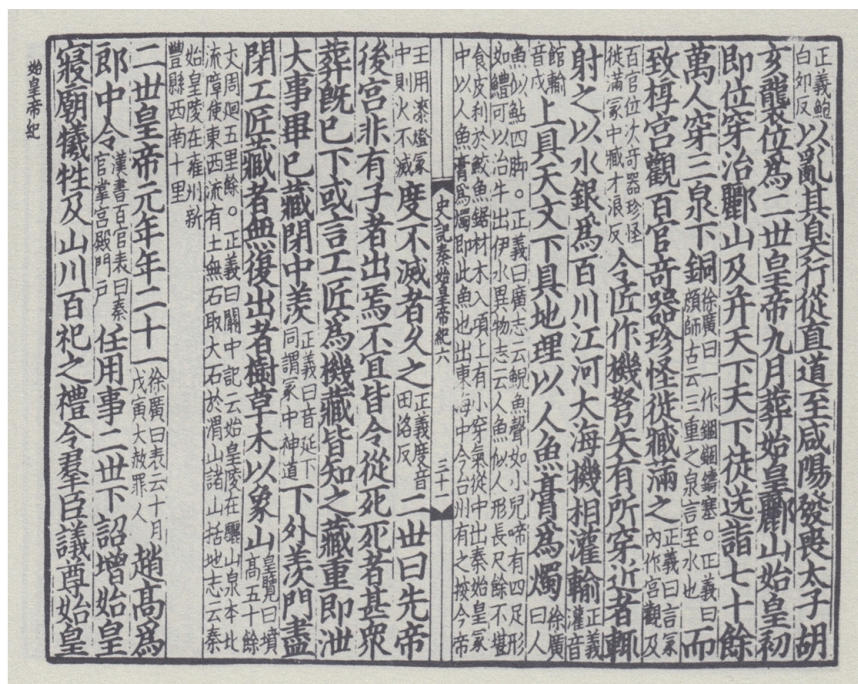 正義鮑白卯反以亂其臭行從直道至咸陽發喪太子胡
亥襲位爲二世皇帝九月葬始皇酈山始皇初
即位穿治酈山及并天下天下徒送詣七十餘
萬人穿三泉下銅徐廣曰一作錮錮鑄塞。正義曰顔師古云三重之泉言至水也而
致椁宫觀百官奇器珍怪徙臧滿之正義曰言冢内作宫觀及
百官位次奇器珍怪徙滿冢中臧才浪反令匠作機弩矢有所穿近者輒
射之以水銀爲百川江河大海機相灌輸正義灌音
館輸音戍上具天文下具地理以人魚膏爲燭徐廣曰人
魚似鮎四脚。正義曰廣志云鯢魚聲如小兒啼有四足形
如鱧可以治牛出伊水異物志云人魚似人形長尺餘不堪
食皮利於鮫魚鋸材木入項上有小穿氣從中出秦始皇冢
中以人魚膏爲燭即此魚也出東海中今台州有之按今帝
史記秦始皇帝紀六 三十一
王用漆燈冢中則火不滅度不滅者久之正義度音田洛反二世曰先帝
後宫非有子者出焉不宜皆令從死死者甚衆
葬旣已下或言工匠爲機藏皆知之藏重即泄
大事畢已藏閉中羨正義曰音延下同謂冢中神道下外羨門盡
閉工匠藏者無復出者樹草木以象山皇覽曰墳髙五十餘
丈周迴五里餘。正義曰關中記云始皇陵在驪山泉本北
流障使東西流有土無石取大石於渭山諸山括地志云秦
始皇陵在雍州新豐縣西南十里
二世皇帝元年年二十一徐廣曰表云十月戊寅大赦罪人趙髙爲
郎中令漢書百官表曰秦官掌宫殿門户任用事二世下詔增始皇
寢廟犧牲及山川百祀之禮令羣臣議尊始皇
始皇帝紀